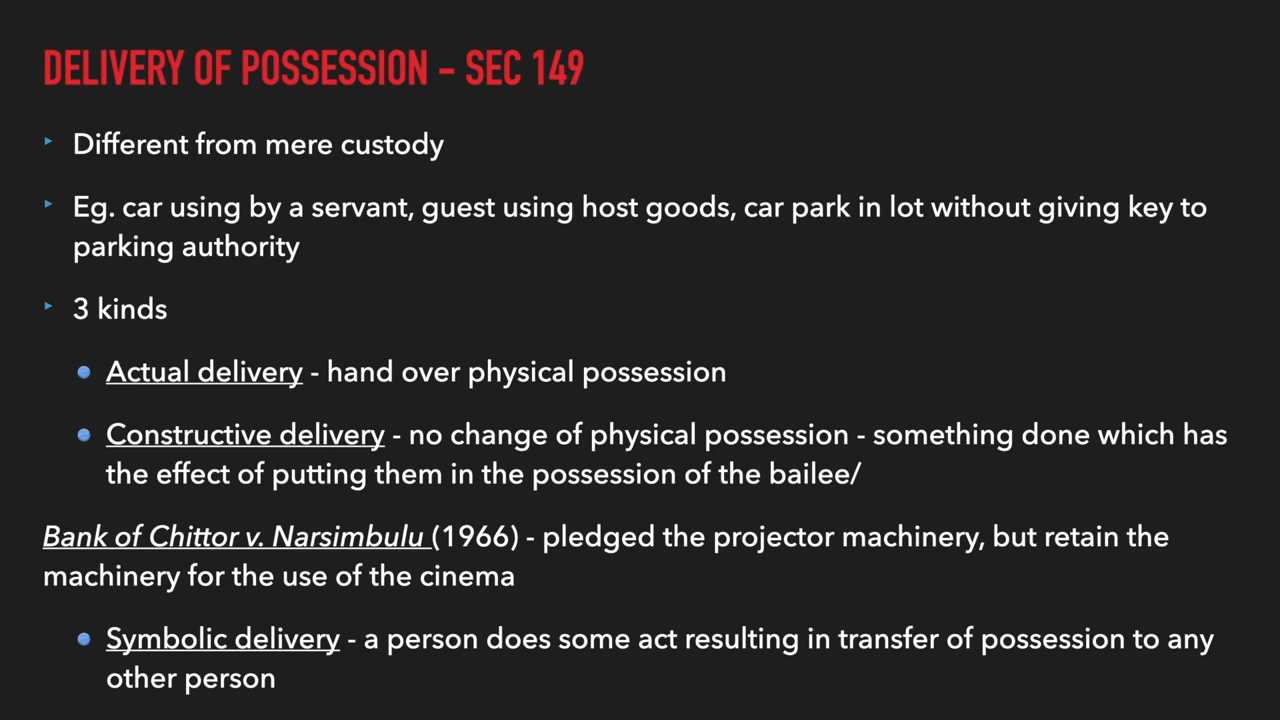 DELIVERY OF POSSESSION - SEC 149
Different from mere custody
Eg. car using by a servant, guest using host goods, car park in lot without giving key to
parking authority
3 kinds
Actual delivery - hand over physical possession
Constructive delivery - no change of physical possession - something done which has
the effect of putting them in the possession of the bailee/
Bank of Chittor v. Narsimbulu (1966) - pledged the projector machinery, but retain the
machinery for the use of the cinema
Symbolic delivery - a person does some act resulting in transfer of possession to any
other person